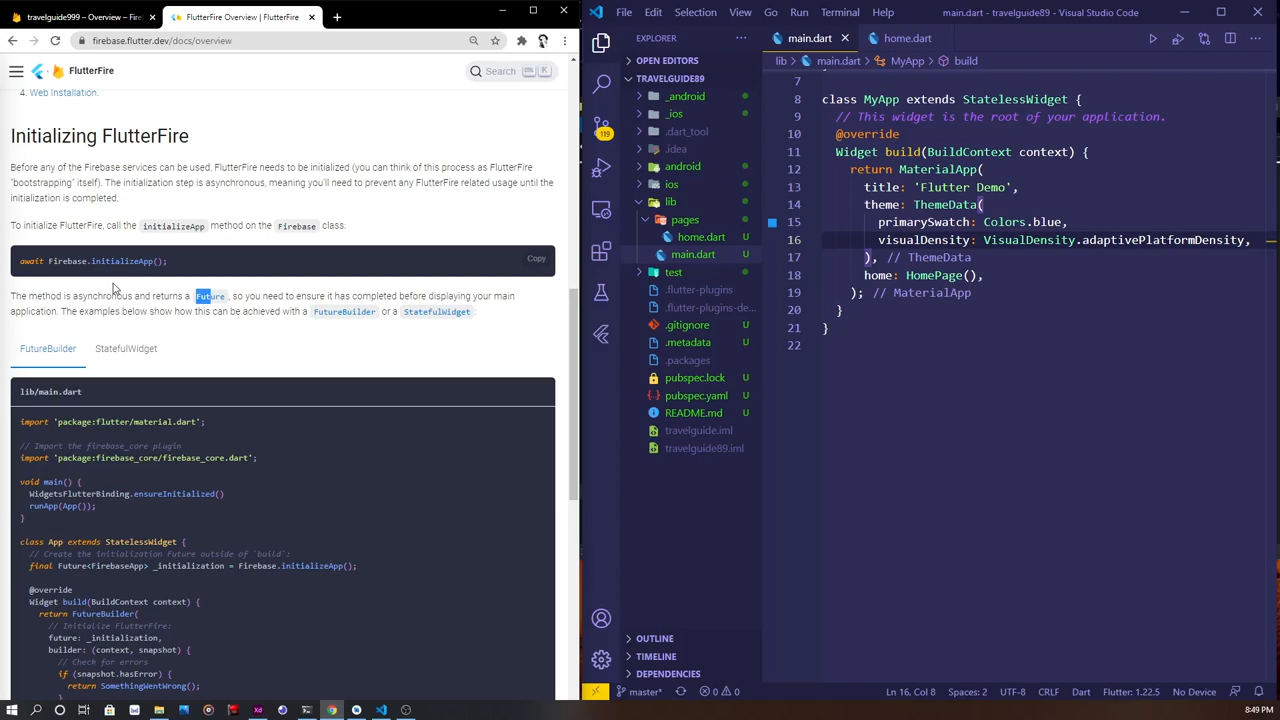 travelguide999 – Overview – Fire
FlutterFire Overview | FlutterFire
firebase.flutter.dev/docs/overview
FlutterFire
Search
4. Web Installation.
Initializing FlutterFire
Before any of the Firebase services can be used, FlutterFire needs to be initialized (you can think of this process as FlutterFire
"bootstrapping" itself). The initialization step is asynchronous, meaning you'll need to prevent any FlutterFire related usage until the
initialization is completed.
To initialize FlutterFire, call the initializeApp method on the Firebase class:
await Firebase.initializeApp();
Copy
The method is asynchronous and returns a Future, so you need to ensure it has completed before displaying your main
application. The examples below show how this can be achieved with a FutureBuilder or a StatefulWidget:
FutureBuilder StatefulWidget
lib/main.dart
import 'package:flutter/material.dart';
// Import the firebase_core plugin
import 'package:firebase_core/firebase_core.dart';
void main() {
WidgetsFlutterBinding.ensureInitialized()
runApp(App());
}
class App extends StatelessWidget {
// Create the initialization Future outside of `build`:
final Future<FirebaseApp> _initialization = Firebase.initializeApp();
@override
Widget build(BuildContext context) {
return FutureBuilder(
// Initialize FlutterFire:
future: _initialization,
builder: (context, snapshot) {
// Check for errors
if (snapshot.hasError) {
return SomethingWentWrong();
}
File Edit Selection View Go Run Terminal Help main.dart - travelguide89 - Visual Studio Code
EXPLORER
OPEN EDITORS
TRAVELGUIDE89
_android
_ios
.dart_tool
.idea
android
ios
lib
pages
home.dart U
main.dart U
test
.flutter-plugins
.flutter-plugins-de...
.gitignore U
.metadata U
.packages
pubspec.lock U
pubspec.yaml U
README.md U
travelguide.iml
travelguide89.iml
OUTLINE
TIMELINE
DEPENDENCIES
119
main.dart home.dart
lib > main.dart > MyApp > build
7
8 class MyApp extends StatelessWidget {
9 // This widget is the root of your application.
10 @override
11 Widget build(BuildContext context) {
12 return MaterialApp(
13 title: 'Flutter Demo',
14 theme: ThemeData(
15 primarySwatch: Colors.blue,
16 visualDensity: VisualDensity.adaptivePlatformDensity,
17 ), // ThemeData
18 home: HomePage(),
19 ); // MaterialApp
20 }
21 }
22
master* 0 0 Ln 16, Col 8 Spaces: 2 UTF-8 CRLF Dart Flutter: 1.22.5 No Device
8:49 PM